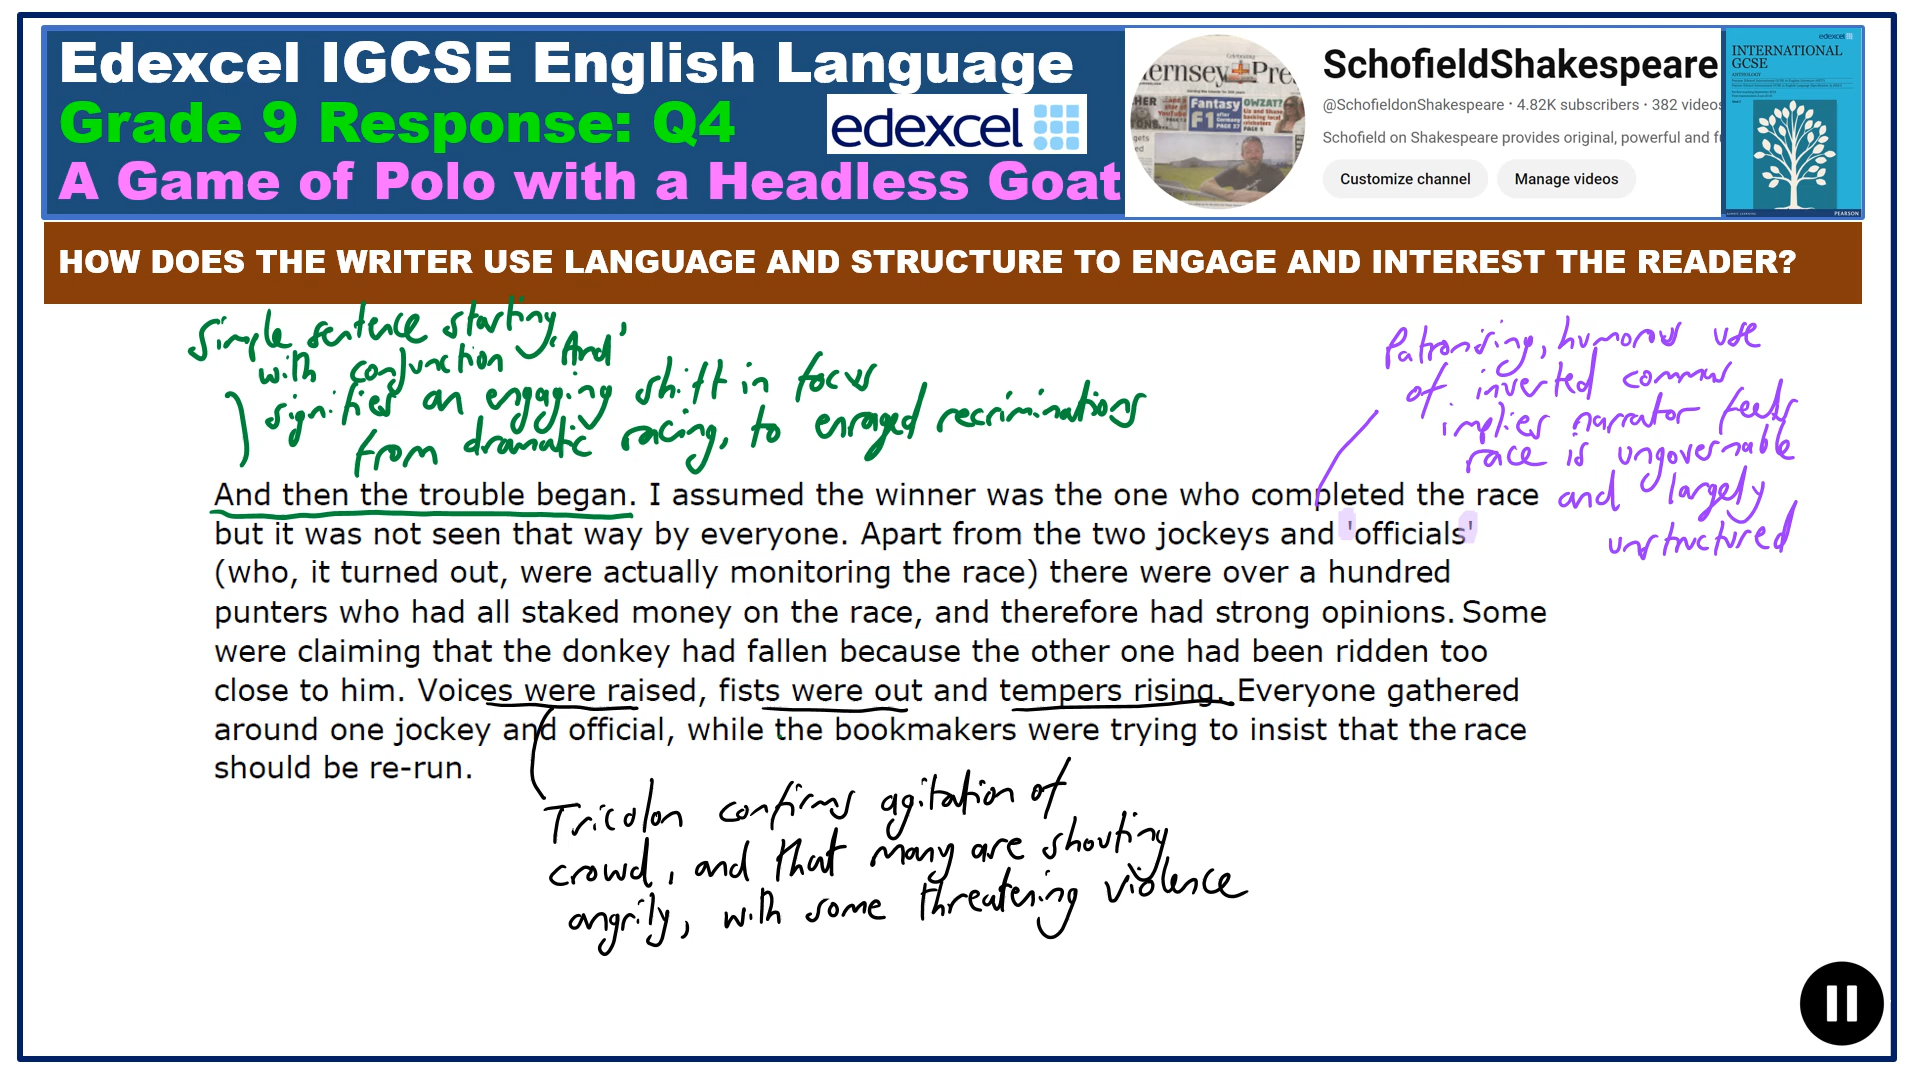 Edexcel IGCSE English Language
Grade 9 Response: Q4
edexcel
A Game of Polo with a Headless Goat
ernsey Pre
Fantasy
F1
OWZAT?
SchofieldShakespeare
@SchofieldonShakespeare · 4.82K subscribers · 382 videos
Schofield on Shakespeare provides original, powerful and fu
Customize channel
Manage videos
edexcel
INTERNATIONAL
GCSE
ANTHOLOGY
PEARSON
HOW DOES THE WRITER USE LANGUAGE AND STRUCTURE TO ENGAGE AND INTEREST THE READER?
Simple sentence starting
with conjunction 'And'
signifies an engaging shift in focus
from dramatic racing, to enraged recriminations
Patronising, humorous use
of inverted commas
implies narrator feels
race is ungovernable
and largely
unstructured
And then the trouble began. I assumed the winner was the one who completed the race
but it was not seen that way by everyone. Apart from the two jockeys and 'officials'
(who, it turned out, were actually monitoring the race) there were over a hundred
punters who had all staked money on the race, and therefore had strong opinions. Some
were claiming that the donkey had fallen because the other one had been ridden too
close to him. Voices were raised, fists were out and tempers rising. Everyone gathered
around one jockey and official, while the bookmakers were trying to insist that the race
should be re-run.
Tricolon confirms agitation of
crowd, and that many are shouting
angrily, with some threatening violence